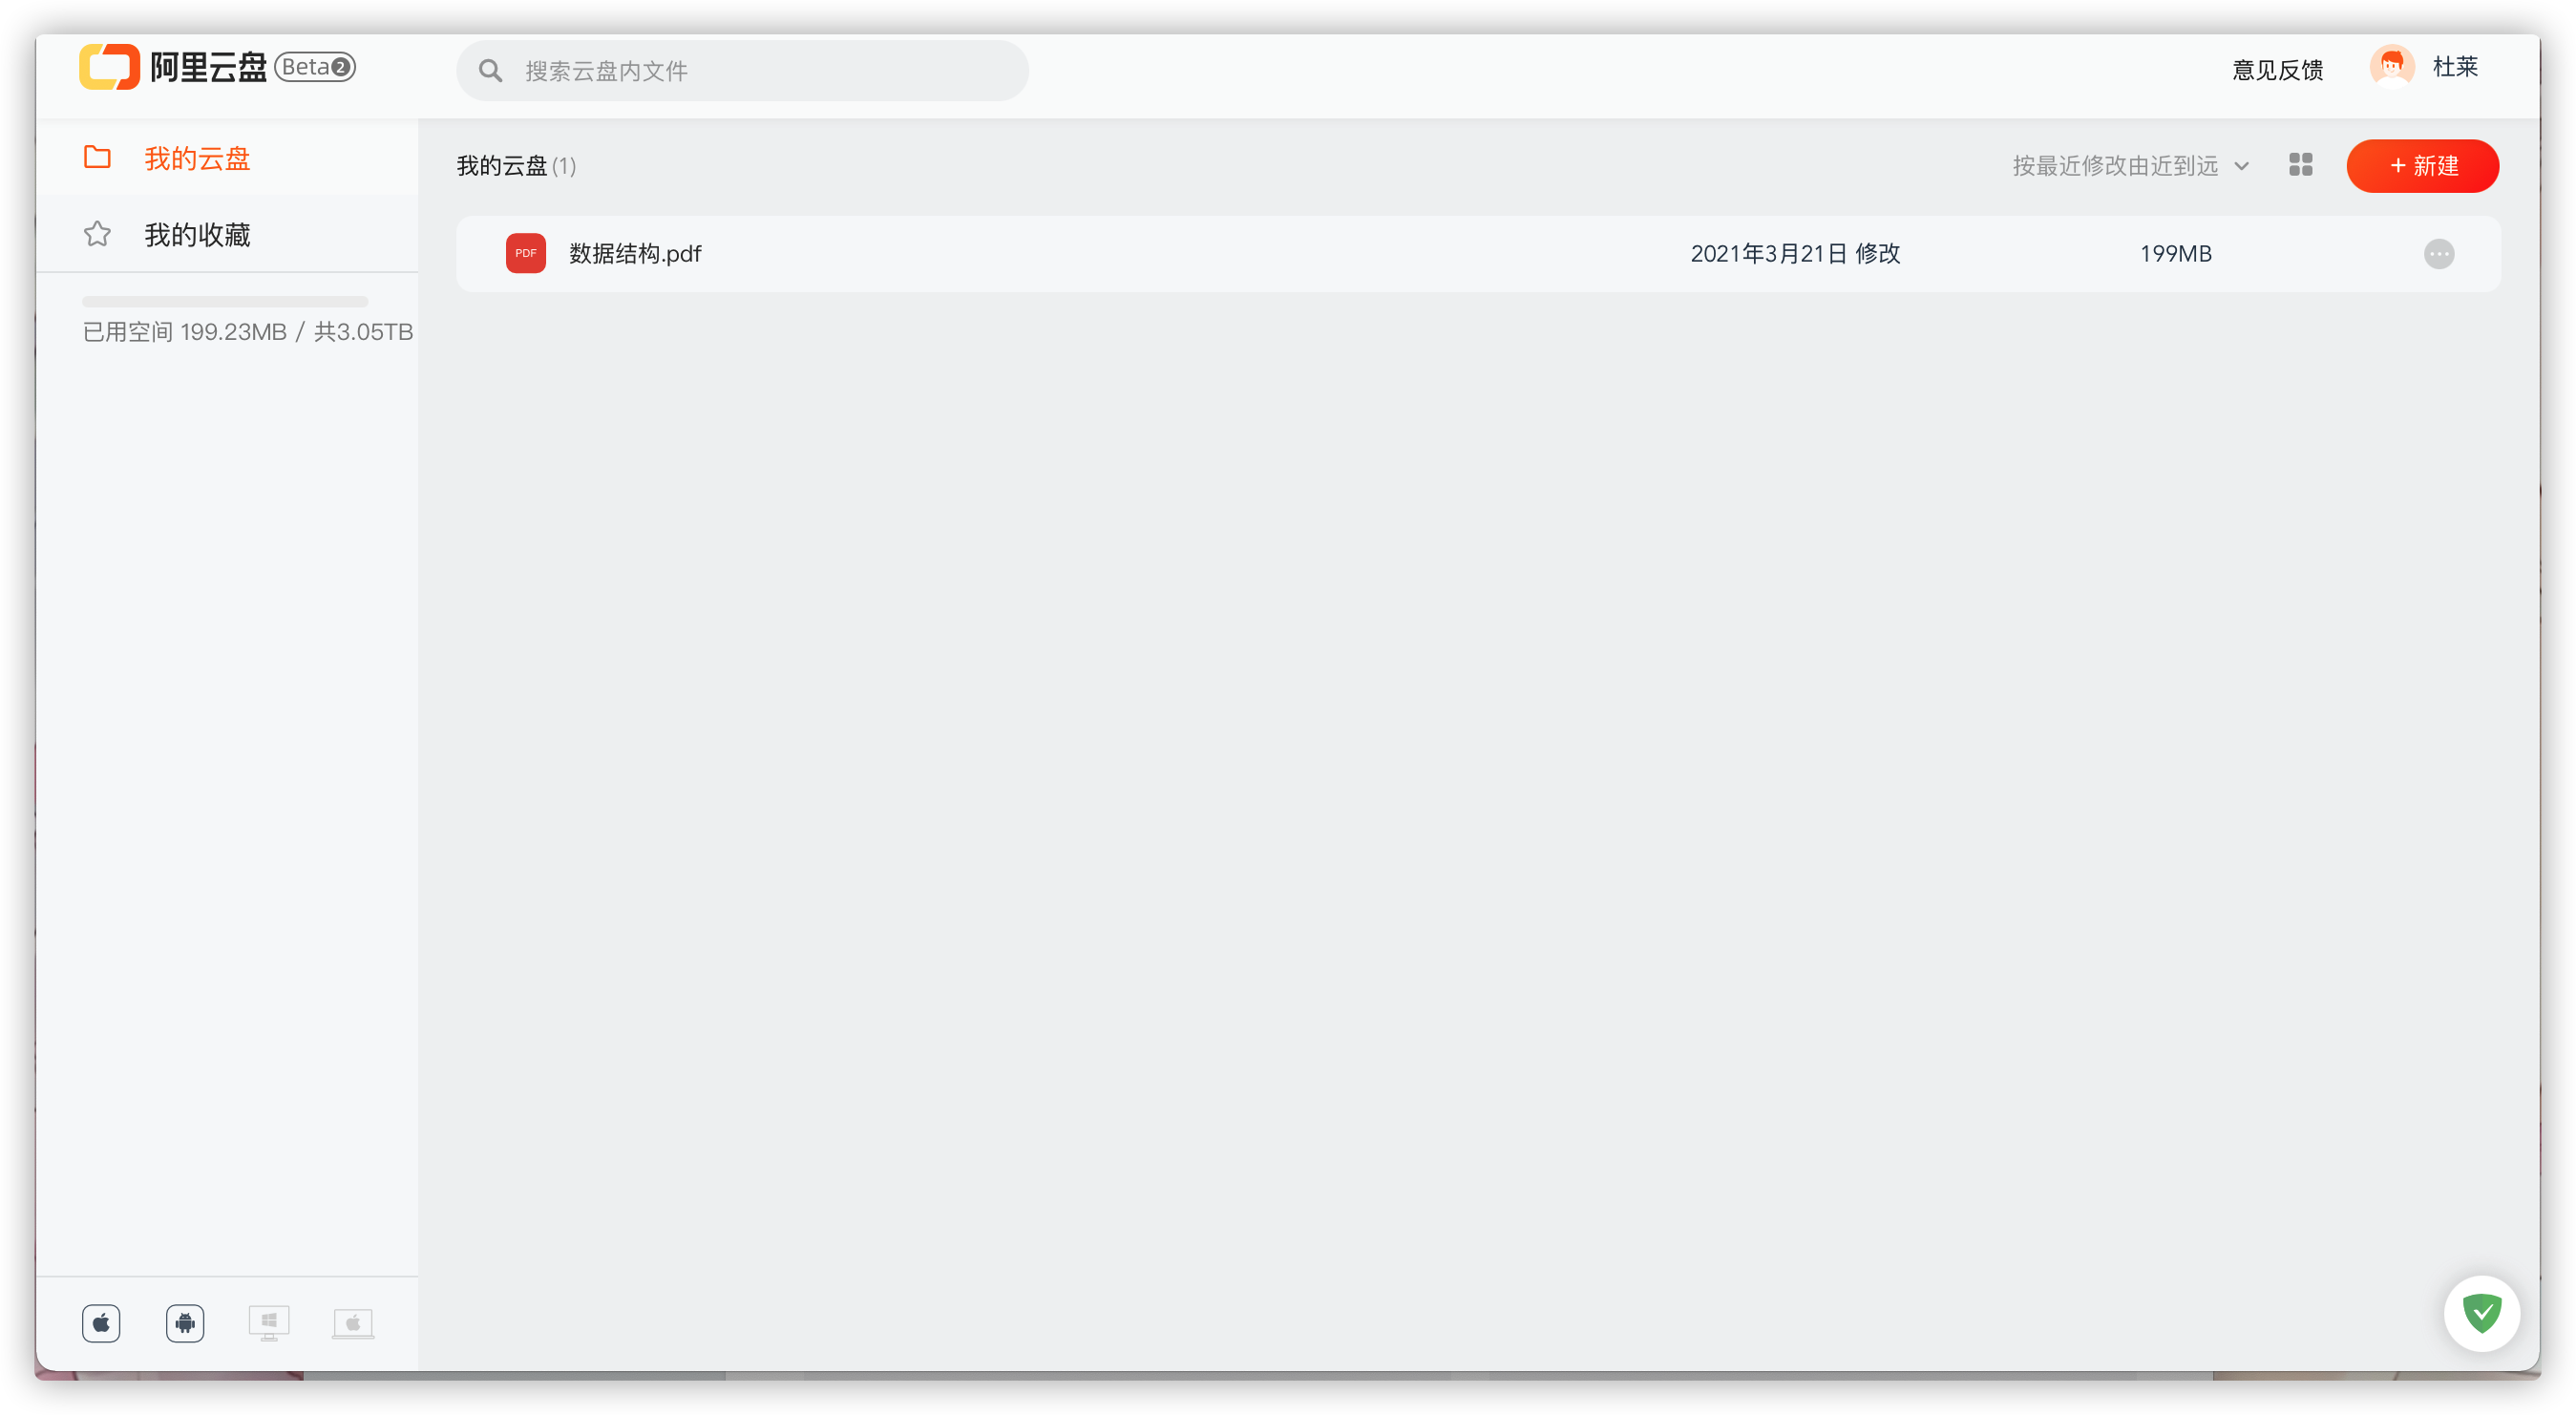 阿里云盘 Beta2
搜索云盘内文件
意见反馈
杜莱
我的云盘
我的收藏
已用空间 199.23MB / 共3.05TB
我的云盘(1)
按最近修改由近到远
+ 新建
PDF
数据结构.pdf
2021年3月21日 修改
199MB